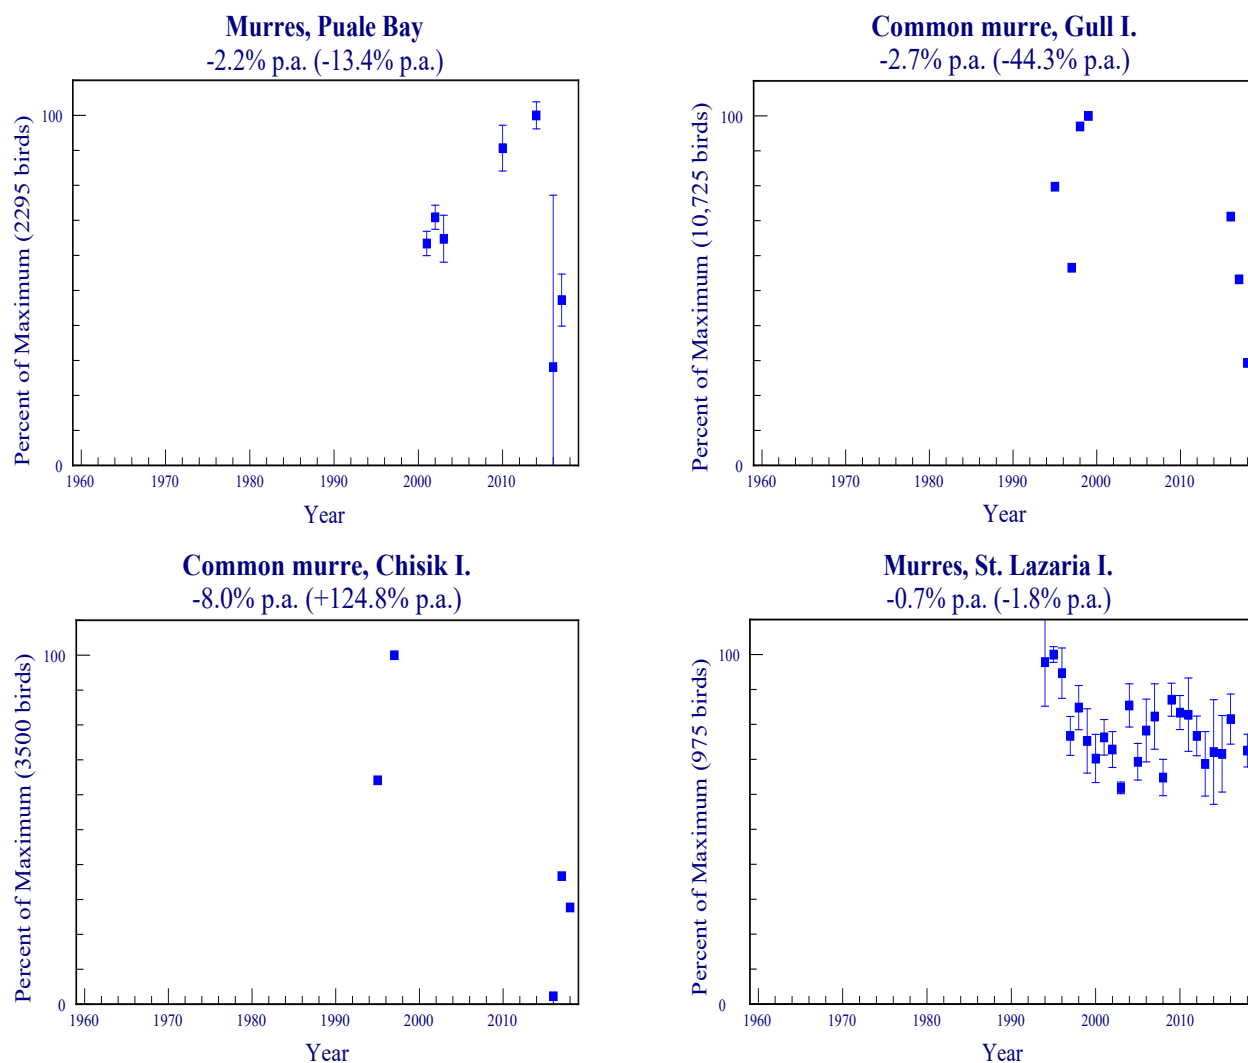 Murres, Puale Bay
-2.2% p.a. (-13.4% p.a.)
Percent of Maximum (2295 birds)
100
0
1960 1970 1980 1990 2000 2010
Year
Common murre, Gull I.
-2.7% p.a. (-44.3% p.a.)
Percent of Maximum (10,725 birds)
100
0
1960 1970 1980 1990 2000 2010
Year
Common murre, Chisik I.
-8.0% p.a. (+124.8% p.a.)
Percent of Maximum (3500 birds)
100
0
1960 1970 1980 1990 2000 2010
Year
Murres, St. Lazaria I.
-0.7% p.a. (-1.8% p.a.)
Percent of Maximum (975 birds)
100
0
1960 1970 1980 1990 2000 2010
Year